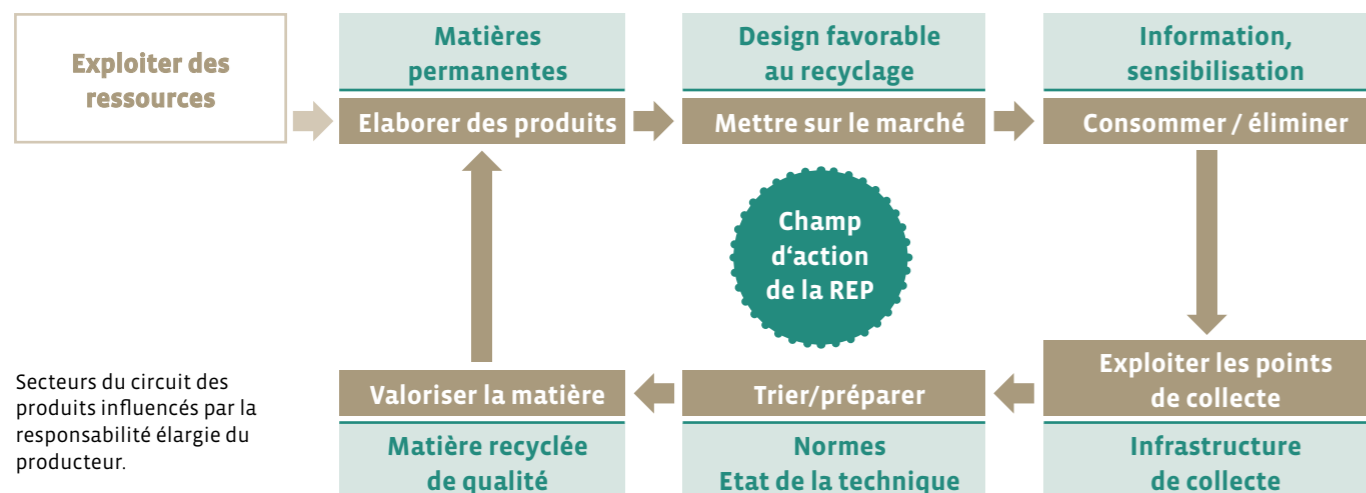 Exploiter des
ressources
Matières
permanentes
Elaborer des produits
Design favorable
au recyclage
Mettre sur le marché
Information,
sensibilisation
Consommer / éliminer
Champ
d‘action
de la REP
Exploiter les points
de collecte
Infrastructure
de collecte
Trier/préparer
Normes
Etat de la technique
Valoriser la matière
Matière recyclée
de qualité
Secteurs du circuit des
produits influencés par la
responsabilité élargie du
producteur.